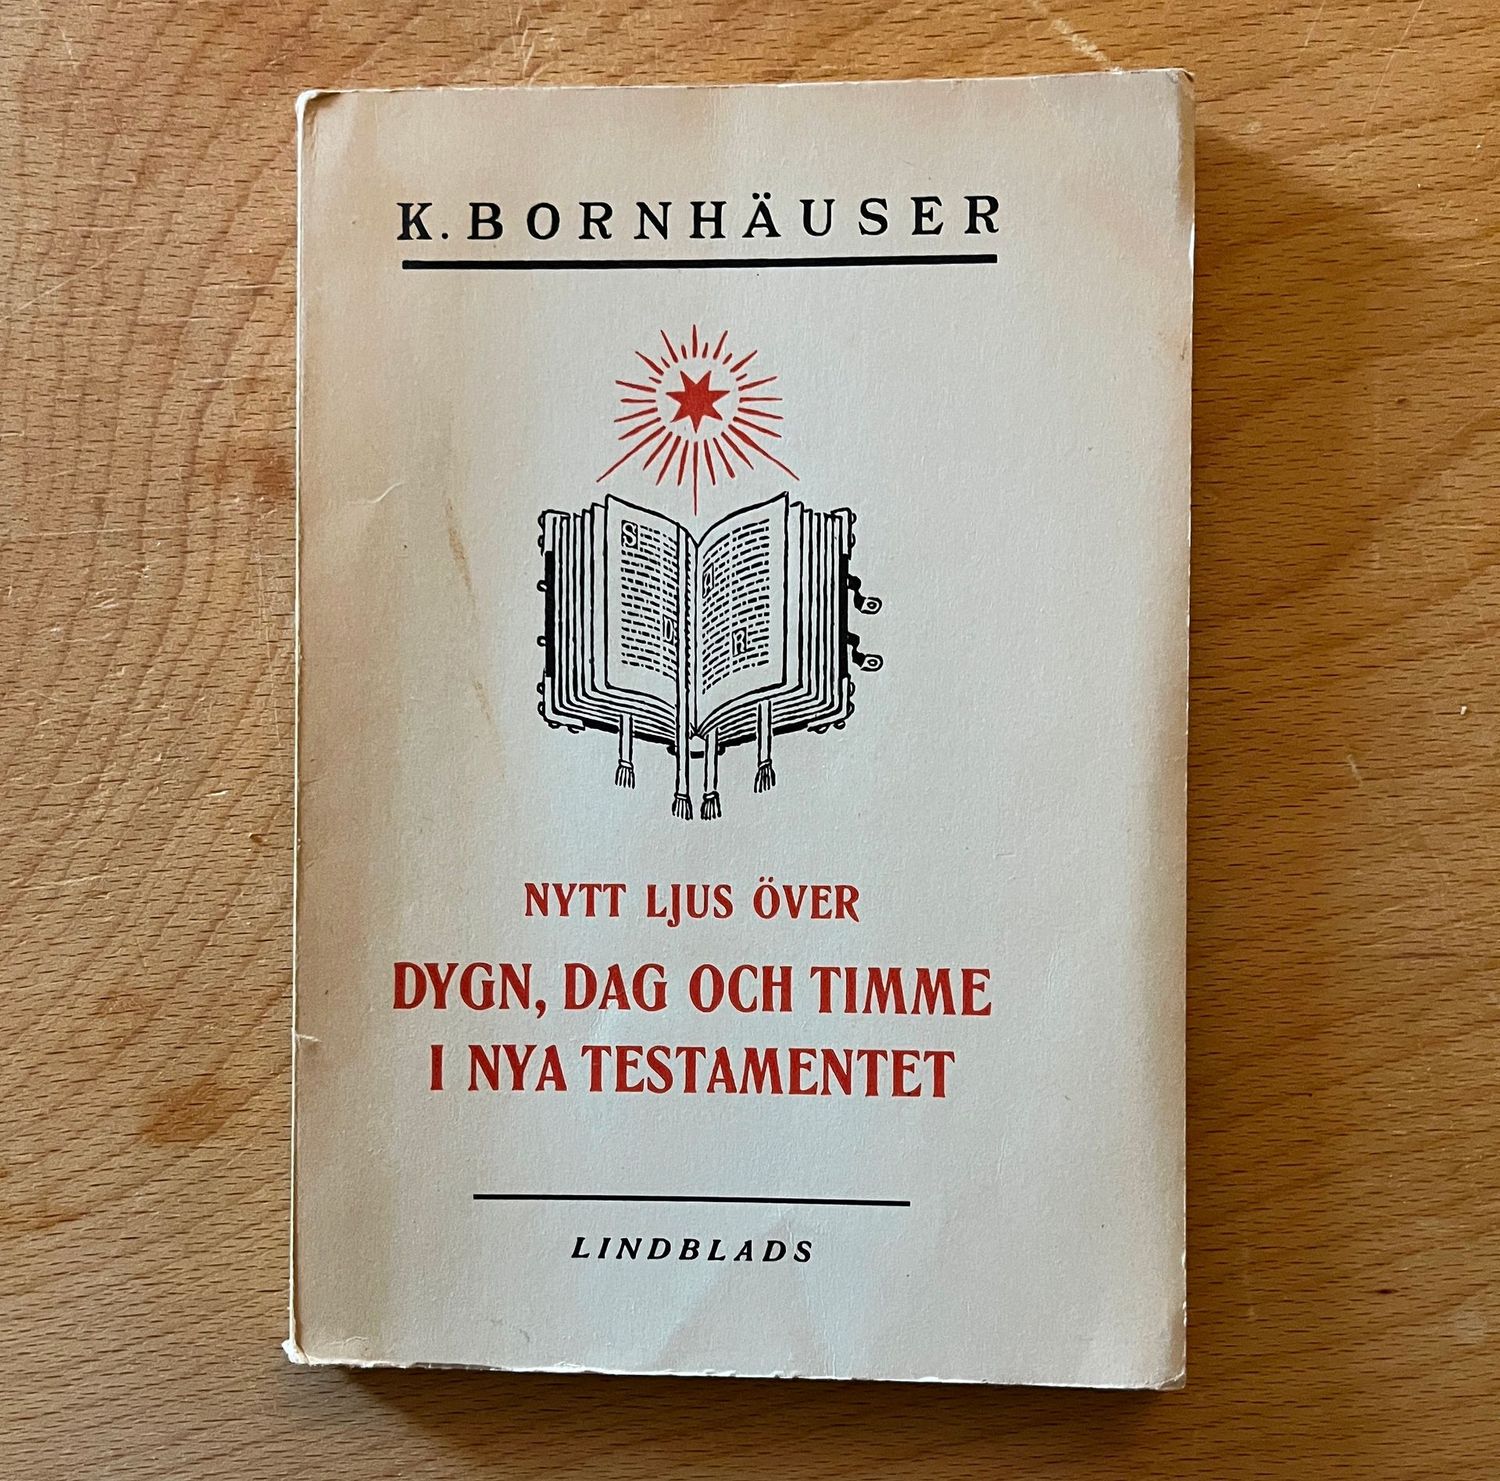 K. BORNHÄUSER
S
D
R
NYTT LJUS ÖVER
DYGN, DAG OCH TIMME
I NYA TESTAMENTET
LINDBLADS